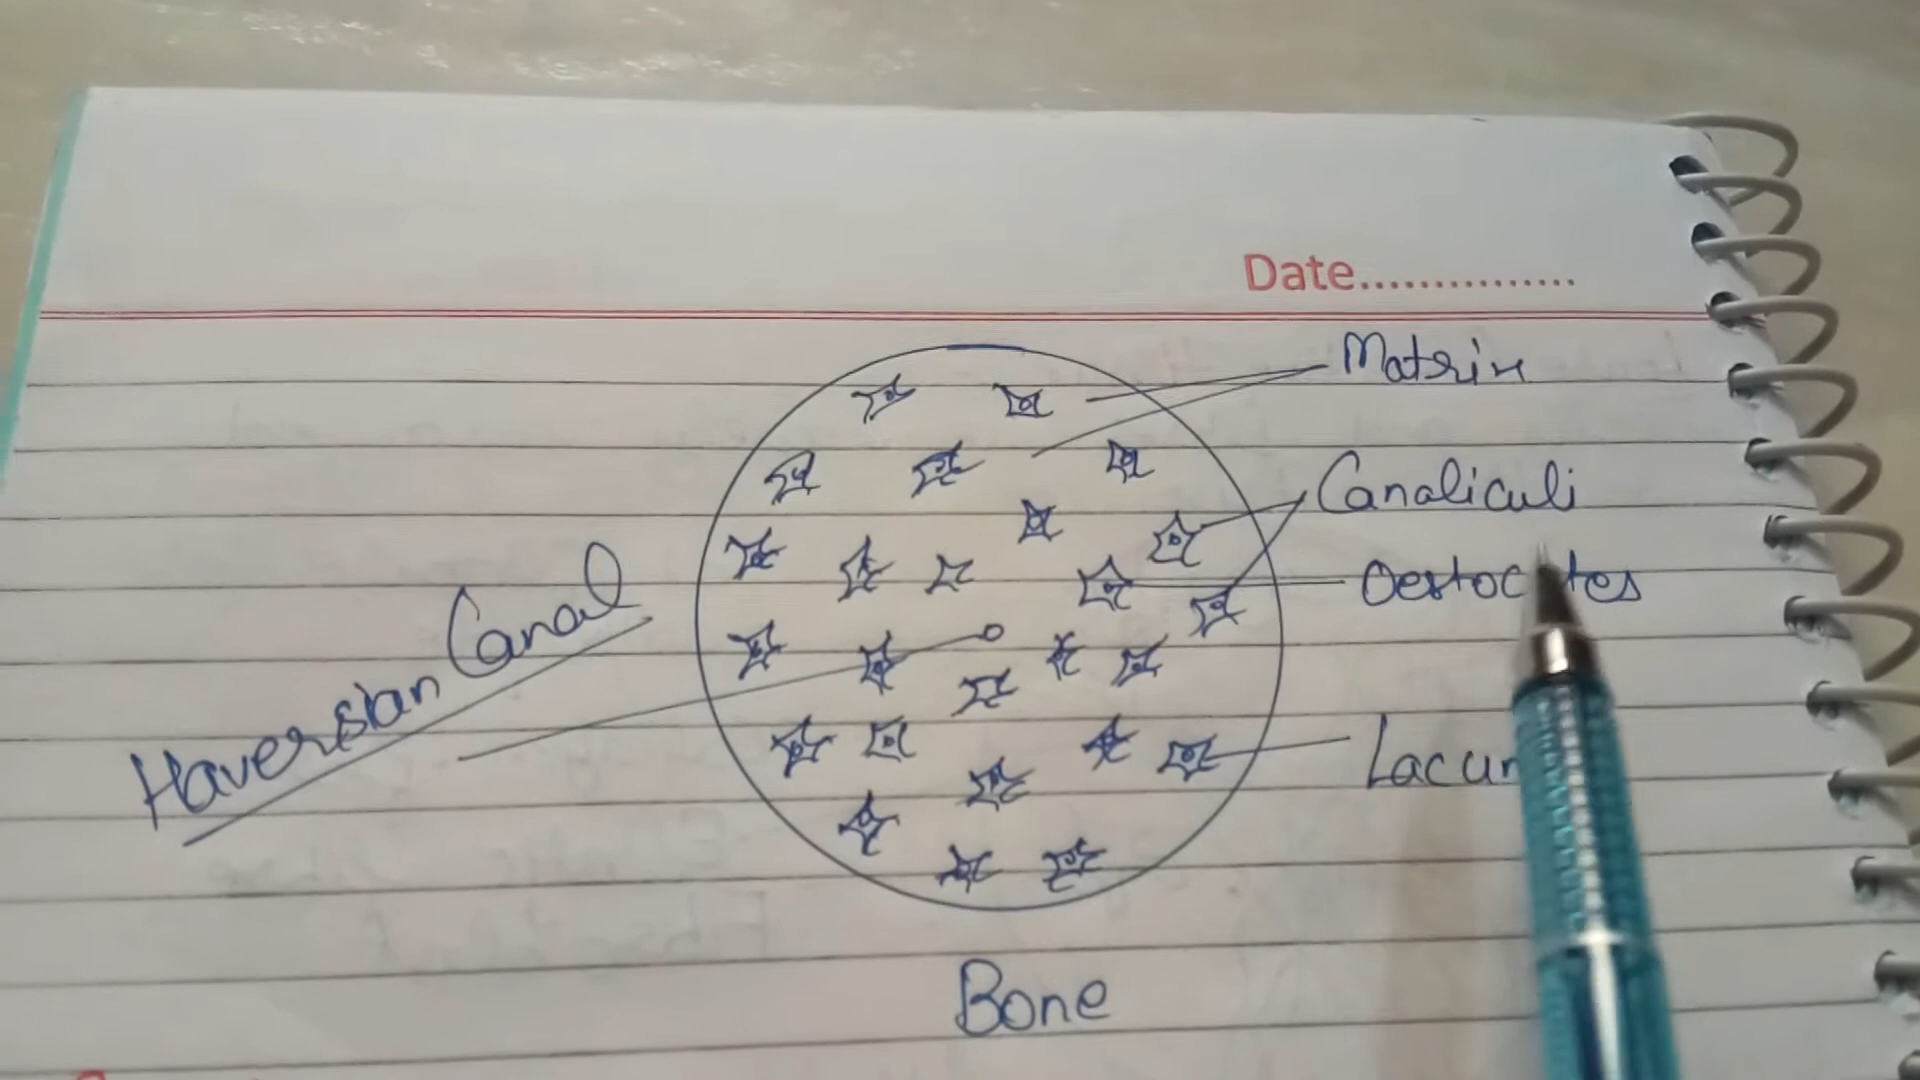 Date...............
Matrix
Canaliculi
Haversian Canal
Bone